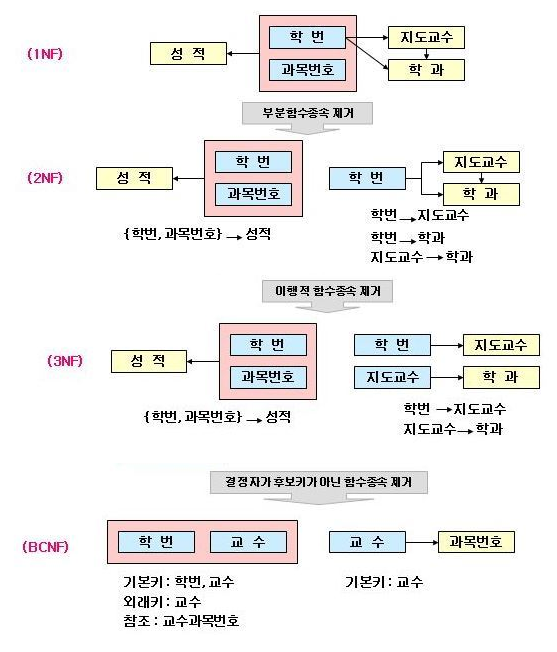 (1NF)
성 적
학 번
과목번호
지도교수
학 과
부분함수종속 제거
(2NF)
성 적
학 번
과목번호
{학번, 과목번호} → 성적
학 번
지도교수
학 과
학번 → 지도교수
학번 → 학과
지도교수 → 학과
이행적 함수종속 제거
(3NF)
성 적
학 번
과목번호
{학번, 과목번호} → 성적
학 번
지도교수
지도교수
학 과
학번 → 지도교수
지도교수 → 학과
결정자가 후보키가 아닌 함수종속 제거
(BCNF)
학 번
교 수
기본키 : 학번, 교수
외래키 : 교수
참조 : 교수과목번호
교 수
과목번호
기본키 : 교수